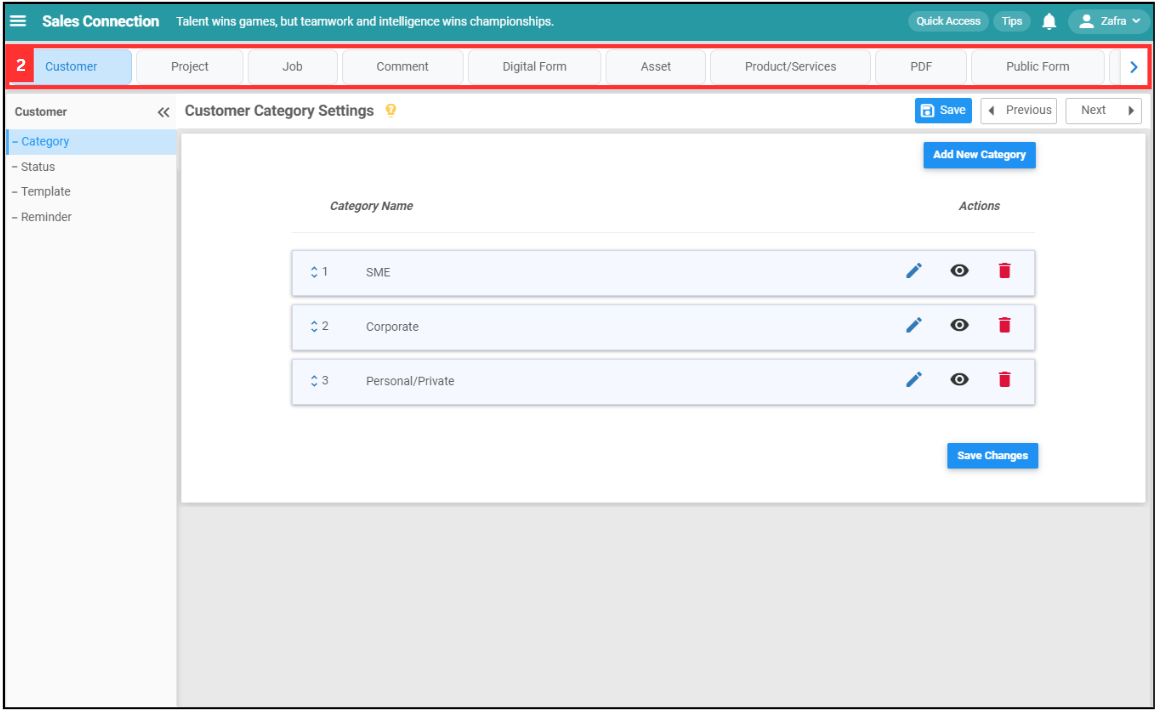 Sales Connection Talent wins games, but teamwork and intelligence wins championships. Quick Access Tips Zafra
2 Customer Project Job Comment Digital Form Asset Product/Services PDF Public Form
Customer Customer Category Settings Save Previous Next
– Category
– Status
– Template
– Reminder
Add New Category
Category Name Actions
1 SME
2 Corporate
3 Personal/Private
Save Changes